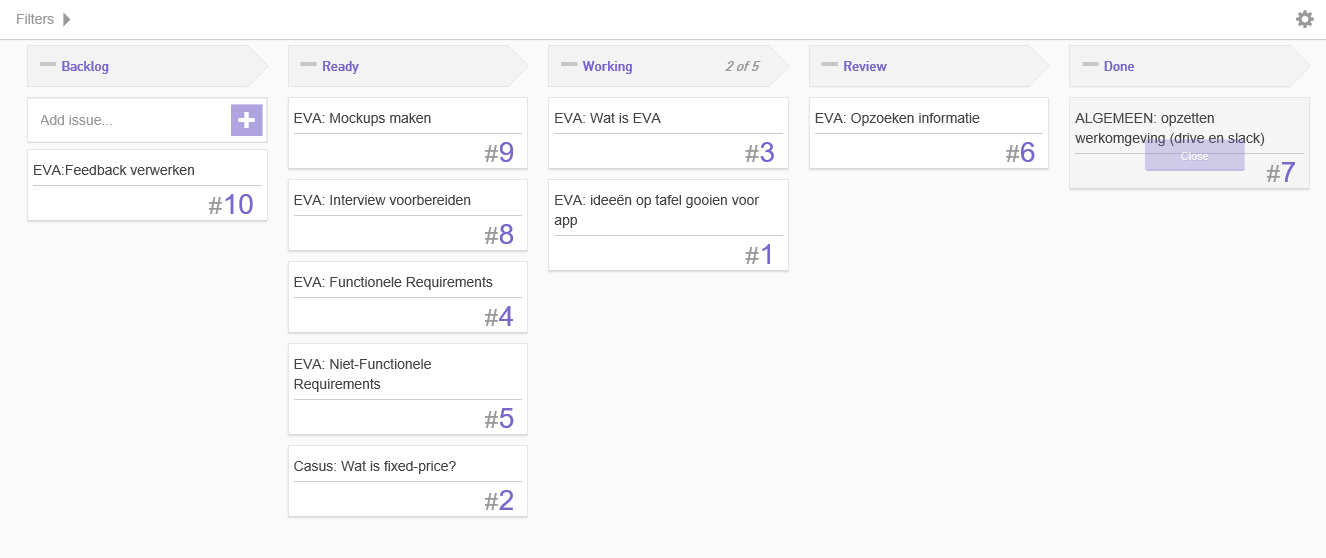 Filters
Backlog
Add issue...
EVA:Feedback verwerken
#10
Ready
EVA: Mockups maken
#9
EVA: Interview voorbereiden
#8
EVA: Functionele Requirements
#4
EVA: Niet-Functionele
Requirements
#5
Casus: Wat is fixed-price?
#2
Working 2 of 5
EVA: Wat is EVA
#3
EVA: ideeën op tafel gooien voor
app
#1
Review
EVA: Opzoeken informatie
#6
Done
ALGEMEEN: opzetten
werkomgeving (drive en slack)
Close
#7